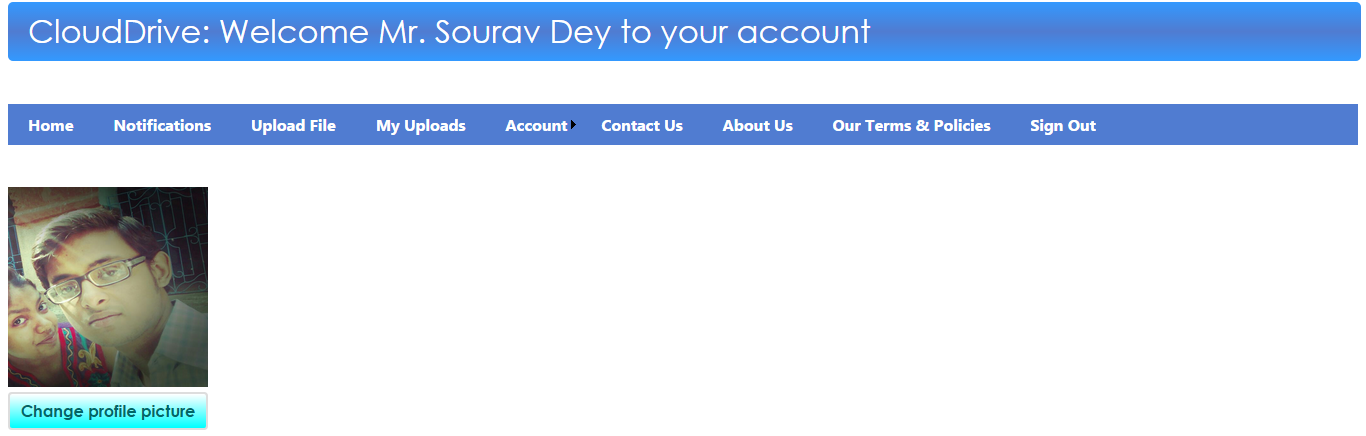 CloudDrive: Welcome Mr. Sourav Dey to your account
Home Notifications Upload File My Uploads Account Contact Us About Us Our Terms & Policies Sign Out
Change profile picture